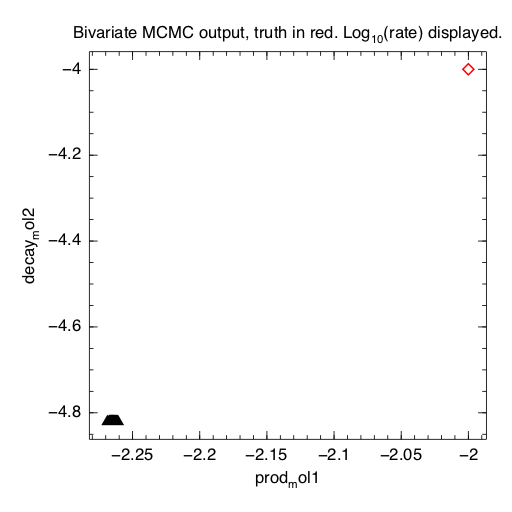 Bivariate MCMC output, truth in red. Log₁₀(rate) displayed.
−4
−4.2
−4.4
−4.6
−4.8
decayₘol2
−2.25 −2.2 −2.15 −2.1 −2.05 −2
prodₘol1